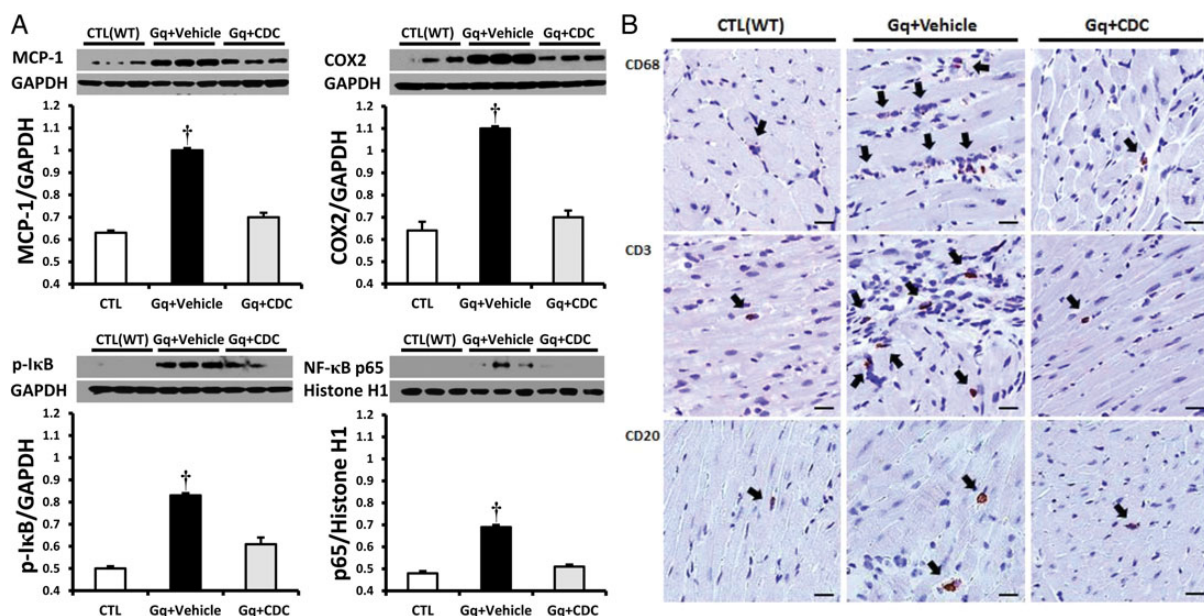 A
CTL(WT) Gq+Vehicle Gq+CDC
MCP-1
GAPDH
MCP-1/GAPDH
1.2
1.1
1
0.9
0.8
0.7
0.6
0.5
0.4
†
CTL Gq+Vehicle Gq+CDC
CTL(WT) Gq+Vehicle Gq+CDC
COX2
GAPDH
COX2/GAPDH
1.2
1.1
1
0.9
0.8
0.7
0.6
0.5
0.4
†
CTL Gq+Vehicle Gq+CDC
CTL(WT) Gq+Vehicle Gq+CDC
p-IκB
GAPDH
p-IκB/GAPDH
1.2
1.1
1
0.9
0.8
0.7
0.6
0.5
0.4
†
CTL Gq+Vehicle Gq+CDC
CTL(WT) Gq+Vehicle Gq+CDC
NF-κB p65
Histone H1
p65/Histone H1
1.2
1.1
1
0.9
0.8
0.7
0.6
0.5
0.4
†
CTL Gq+Vehicle Gq+CDC
B
CTL(WT) Gq+Vehicle Gq+CDC
CD68
CD3
CD20